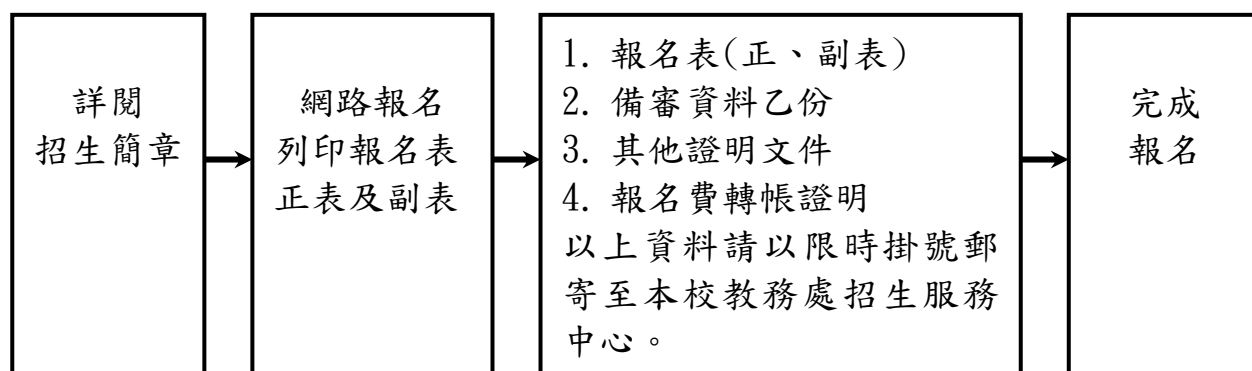 詳閱
招生簡章
網路報名
列印報名表
正表及副表
1. 報名表(正、副表)
2. 備審資料乙份
3. 其他證明文件
4. 報名費轉帳證明
以上資料請以限時掛號郵
寄至本校教務處招生服務
中心。
完成
報名